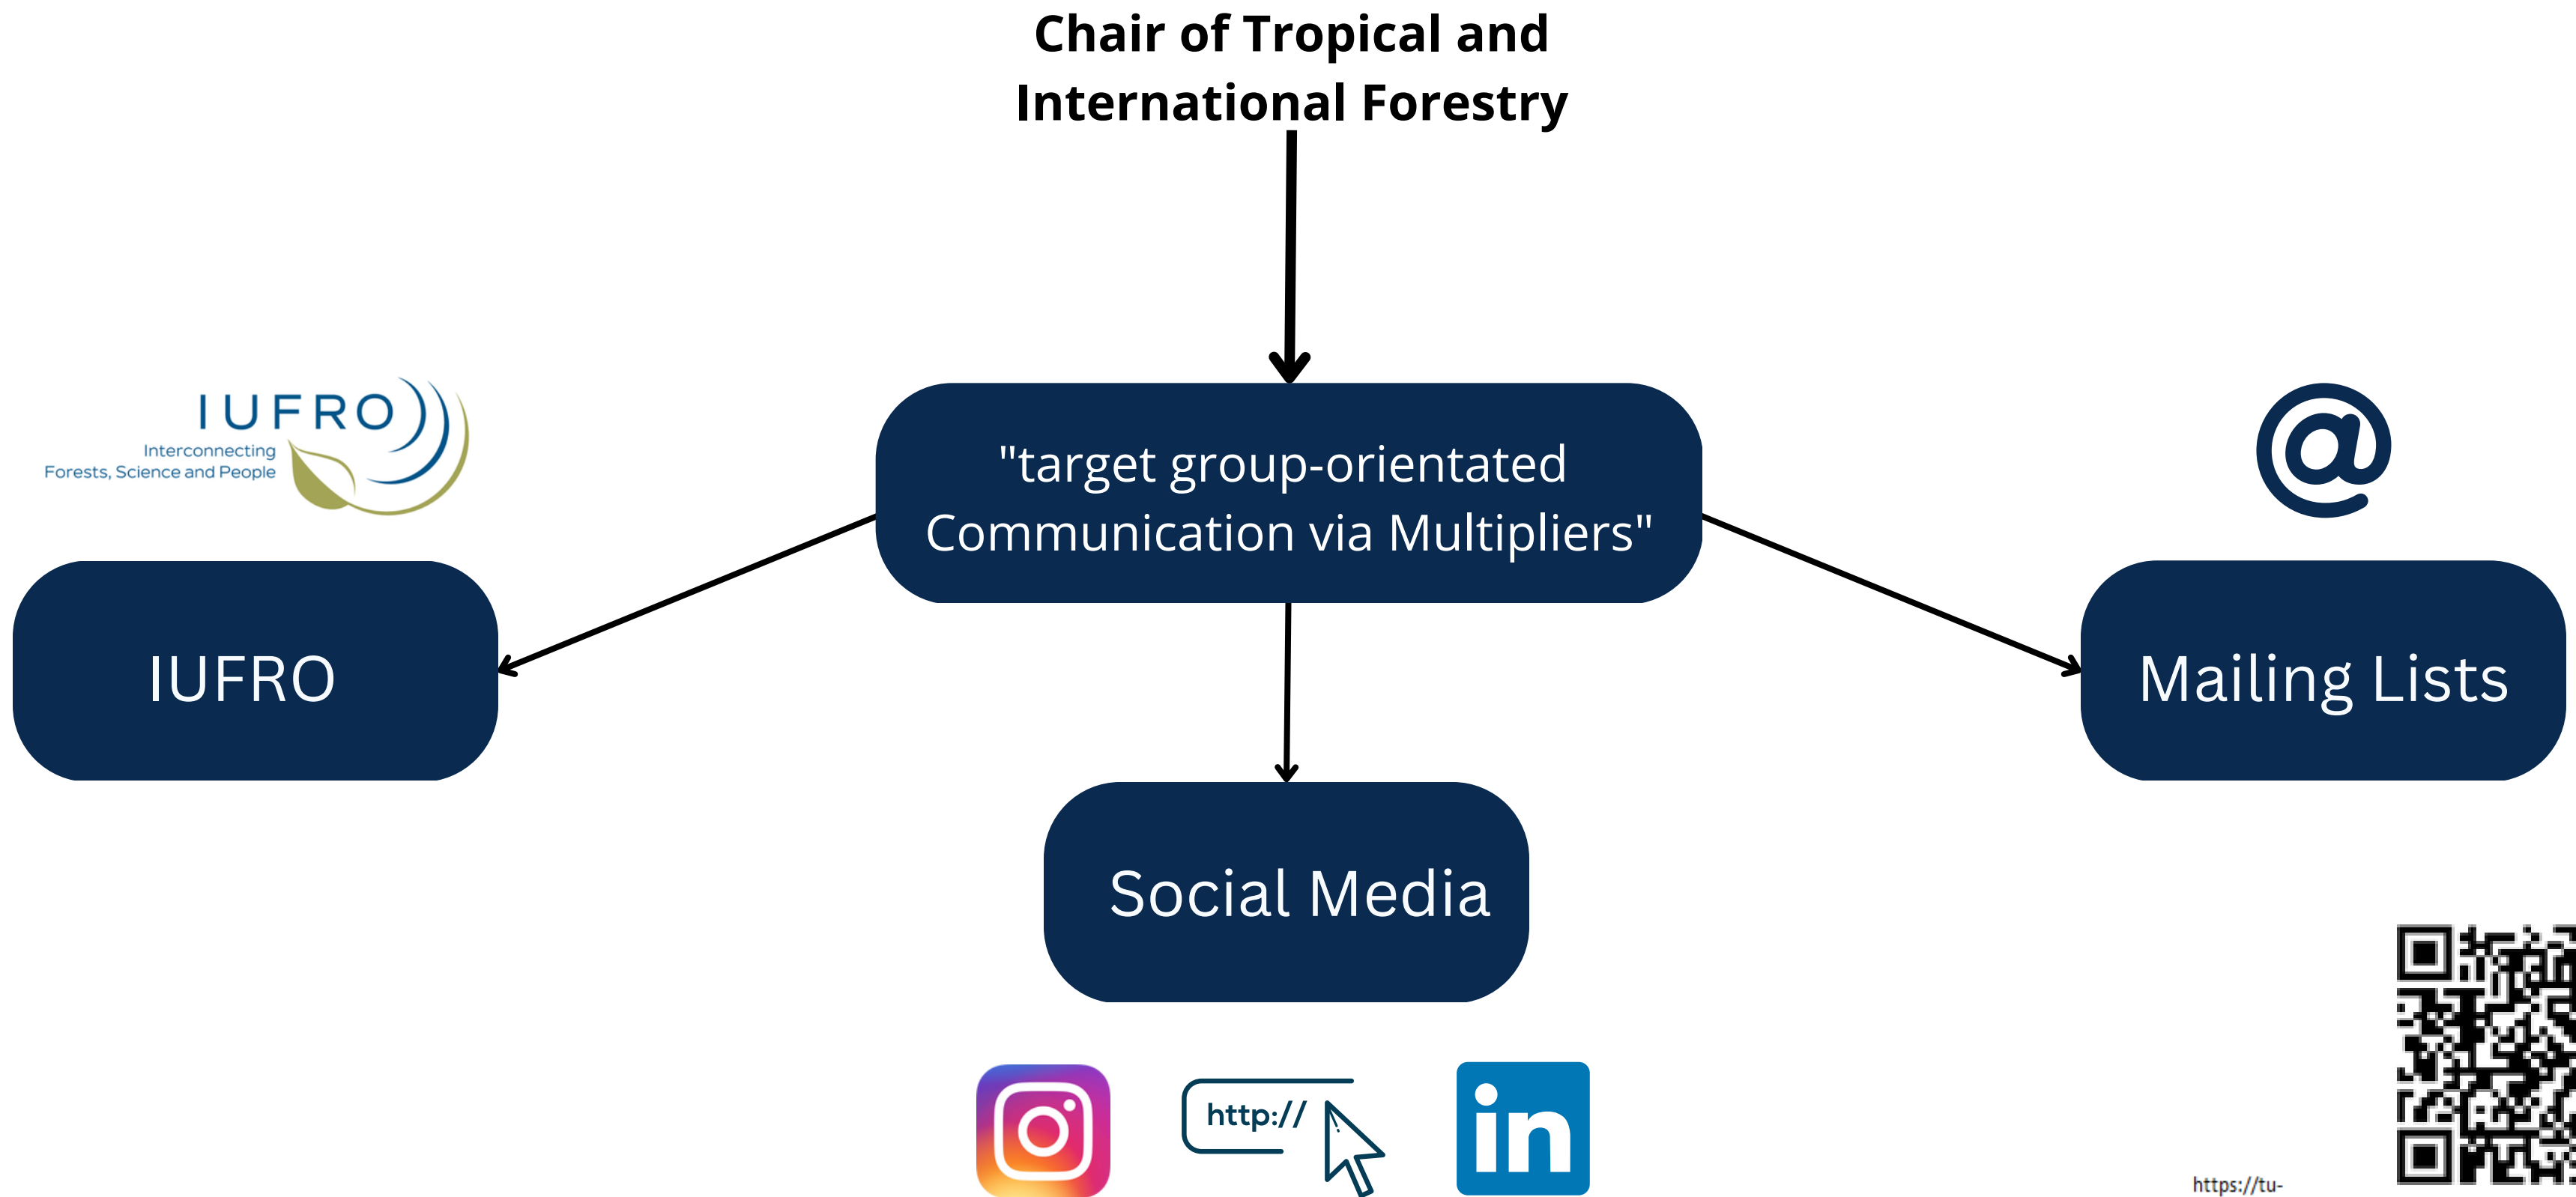 Chair of Tropical and
International Forestry
IUFRO
Interconnecting
Forests, Science and People
"target group-orientated
Communication via Multipliers"
@
IUFRO
Mailing Lists
Social Media
http://
in
https://tu-